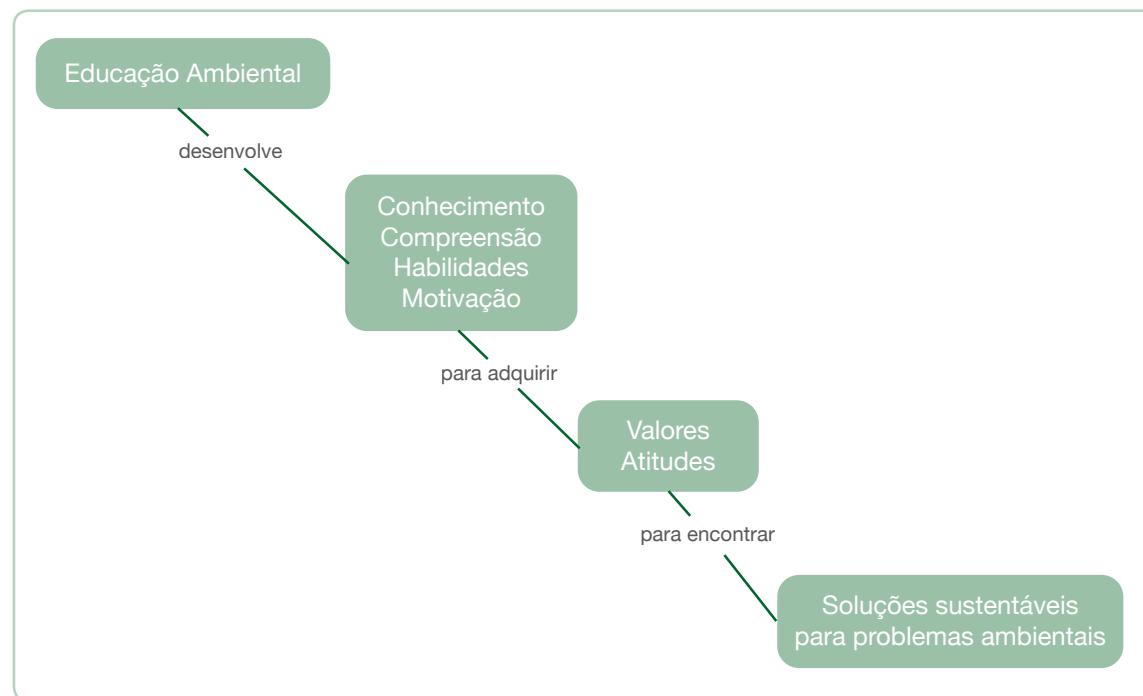 Educação Ambiental
desenvolve
Conhecimento
Compreensão
Habilidades
Motivação
para adquirir
Valores
Atitudes
para encontrar
Soluções sustentáveis
para problemas ambientais